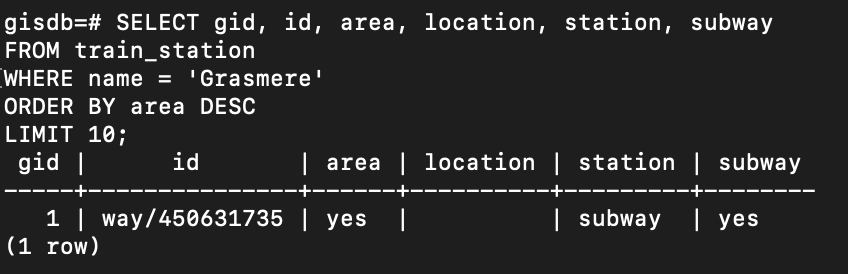 gisdb=# SELECT gid, id, area, location, station, subway
FROM train_station
WHERE name = 'Grasmere'
ORDER BY area DESC
LIMIT 10;
 gid |       id        | area | location | station | subway
-----+-----------------+------+----------+---------+--------
   1 | way/450631735 | yes  |          | subway  | yes
(1 row)